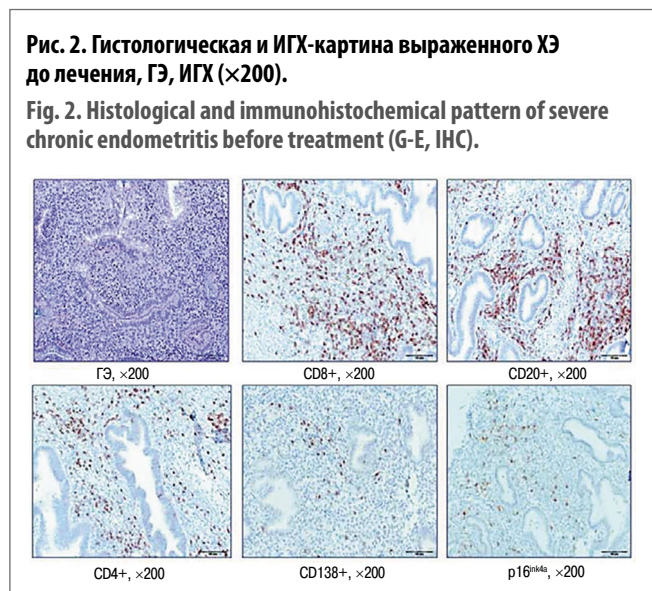 Рис. 2. Гистологическая и ИГХ-картина выраженного ХЭ
до лечения, ГЭ, ИГХ (×200).
Fig. 2. Histological and immunohistochemical pattern of severe
chronic endometritis before treatment (G-E, IHC).
ГЭ, ×200
CD8+, ×200
CD20+, ×200
CD4+, ×200
CD138+, ×200
p16ink4a, ×200